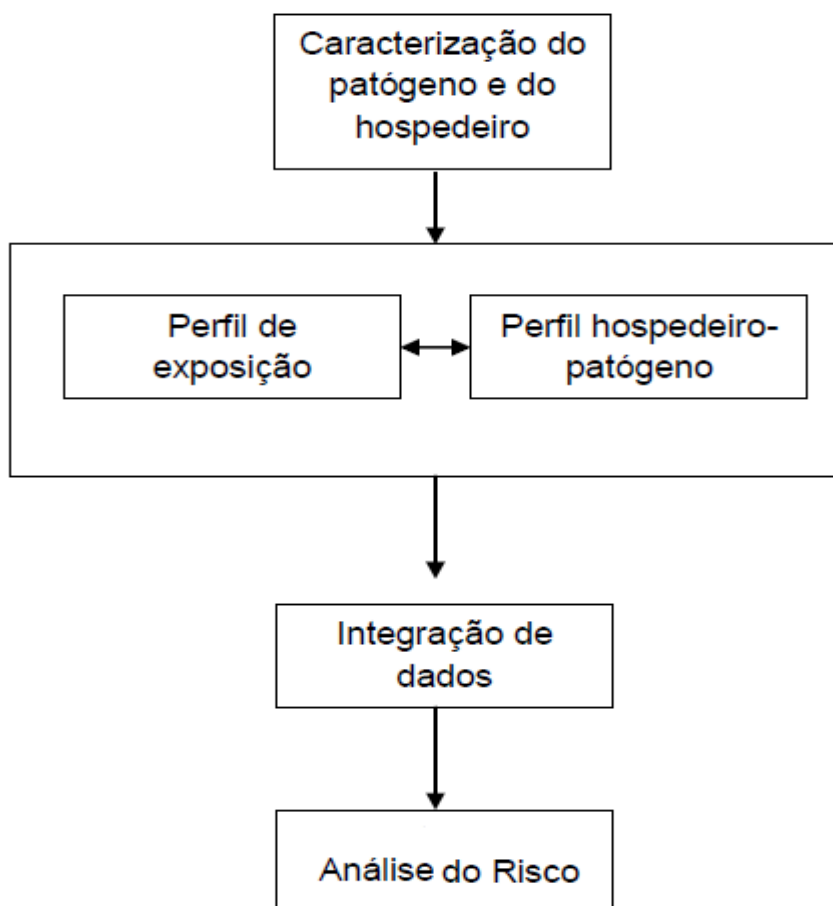 Caracterização do
patógeno e do
hospedeiro
Perfil de
exposição
Perfil hospedeiro-
patógeno
Integração de
dados
Análise do Risco